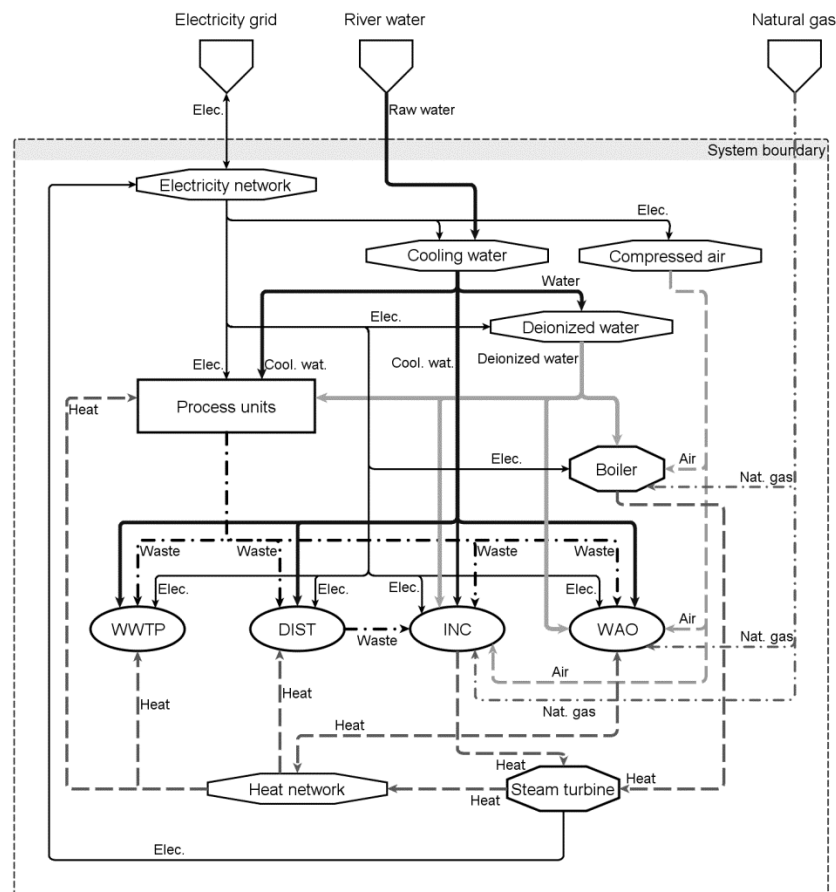 Electricity grid
River water
Natural gas
Elec.
Raw water
System boundary
Electricity network
Elec.
Cooling water
Compressed air
Water
Elec.
Deionized water
Elec.
Cool. wat.
Cool. wat.
Deionized water
Heat
Process units
Elec.
Boiler
Air
Nat. gas
Waste
Waste
Waste
Waste
Elec.
Elec.
Elec.
Elec.
WWTP
DIST
Waste
INC
WAO
Air
Nat. gas
Air
Heat
Heat
Nat. gas
Heat
Heat
Heat
Heat network
Heat
Steam turbine
Elec.